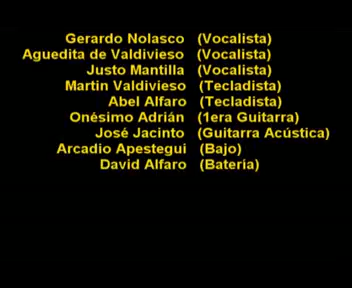 Gerardo Nolasco (Vocalista)
Aguedita de Valdivieso (Vocalista)
Justo Mantilla (Vocalista)
Martin Valdivieso (Tecladista)
Abel Alfaro (Tecladista)
Onésimo Adrián (1era Guitarra)
José Jacinto (Guitarra Acústica)
Arcadio Apestegui (Bajo)
David Alfaro (Batería)